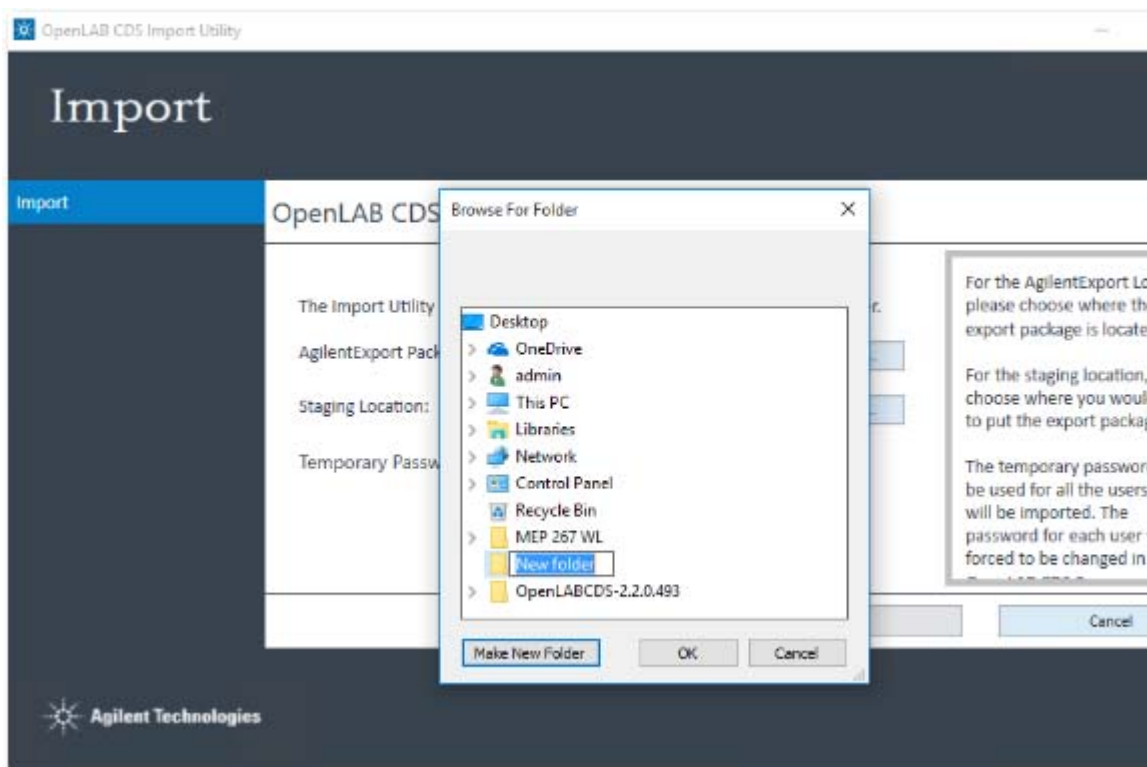 OpenLAB CDS Import Utility
Import
Import
OpenLAB CDS
Browse For Folder
The Import Utility
r.
AgilentExport Pack
Staging Location:
Temporary Passw
Desktop
OneDrive
admin
This PC
Libraries
Network
Control Panel
Recycle Bin
MEP 267 WL
New folder
OpenLABCDS-2.2.0.493
Make New Folder
OK
Cancel
For the AgilentExport Lo
please choose where th
export package is locate
For the staging location,
choose where you woul
to put the export packag
The temporary password
be used for all the users
will be imported. The
password for each user
forced to be changed in
Cancel
Agilent Technologies